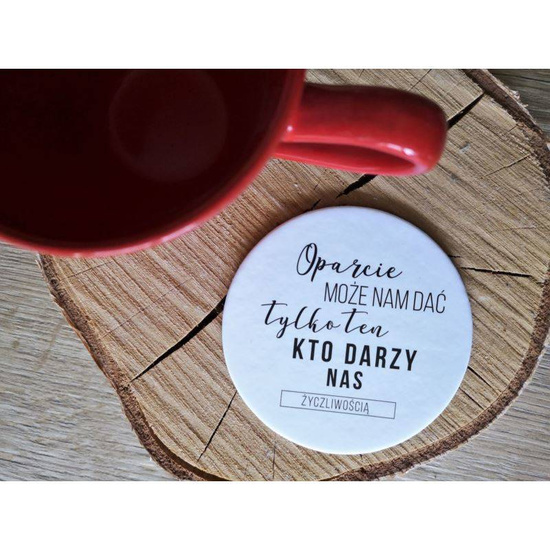 Oparcie
MOŻE NAM DAĆ
Tylko ten
KTO DARZY
NAS
ŻYCZLIWOŚCIĄ